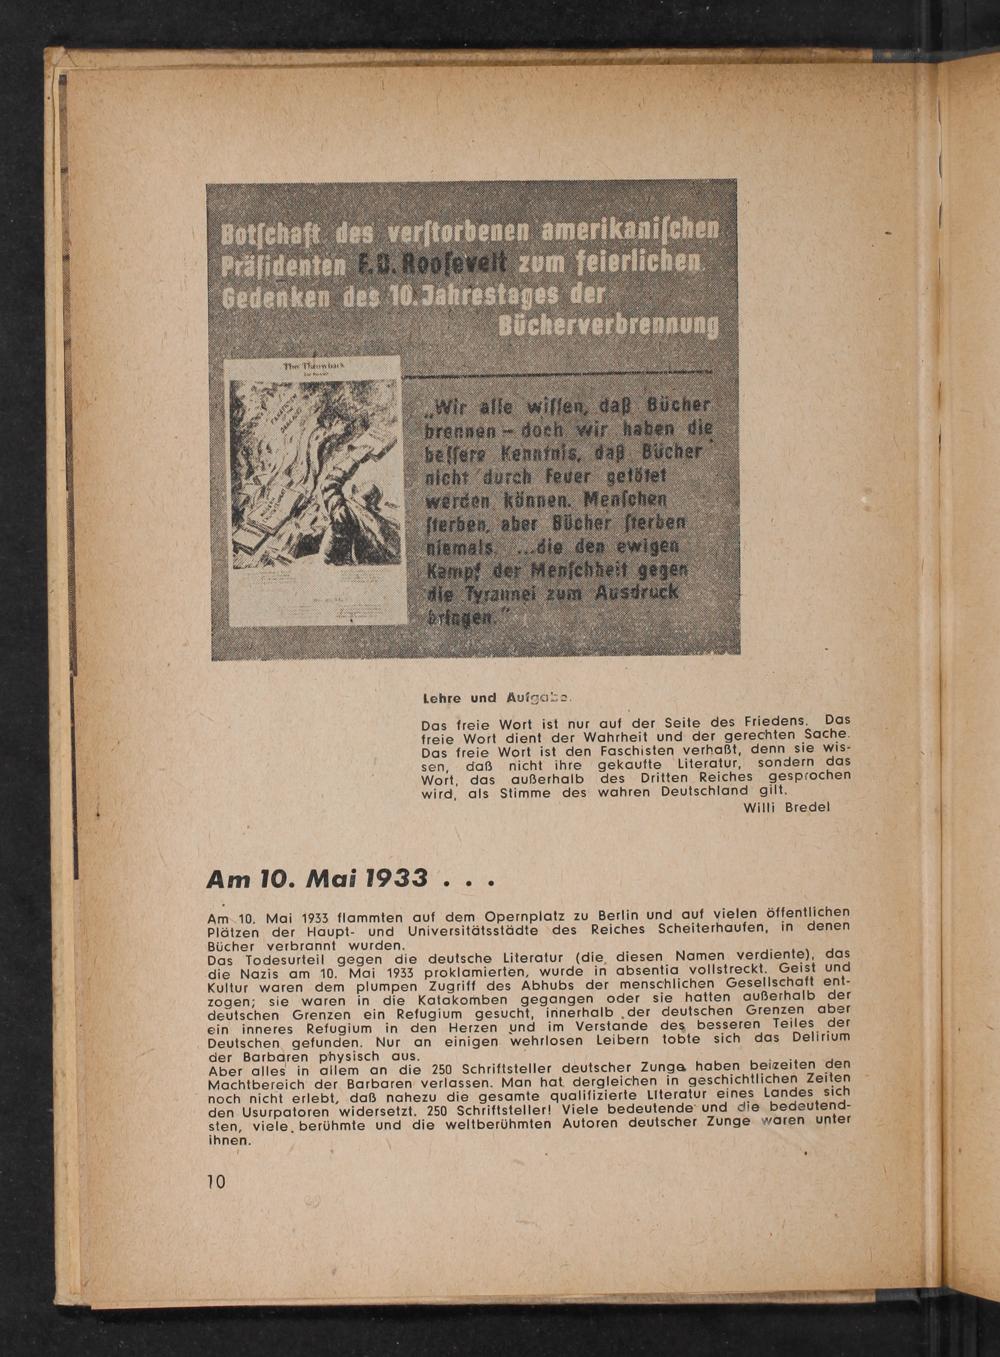 Botſchaft des verſtorbenen amerikaniſchen
Präſidenten F.D. Rooſevelt zum feierlichen
Gedenken des 10. Jahrestages der
Bücherverbrennung
The Throwback
„Wir alle wiſſen, daß Bücher
brennen – doch wir haben die
beſſere Kenntnis, daß Bücher
nicht durch Feuer getötet
werden können. Menſchen
ſterben, aber Bücher ſterben
niemals. ...die den ewigen
Kampf der Menſchheit gegen
die Tyrannei zum Ausdruck
bringen.“
Lehre und Aufgabe.
Das freie Wort ist nur auf der Seite des Friedens. Das
freie Wort dient der Wahrheit und der gerechten Sache.
Das freie Wort ist den Faschisten verhaßt, denn sie wis-
sen, daß nicht ihre gekaufte Literatur, sondern das
Wort, das außerhalb des Dritten Reiches gesprochen
wird, als Stimme des wahren Deutschland gilt.
Willi Bredel
Am 10. Mai 1933 . . .
Am 10. Mai 1933 flammten auf dem Opernplatz zu Berlin und auf vielen öffentlichen
Plätzen der Haupt- und Universitätsstädte des Reiches Scheiterhaufen, in denen
Bücher verbrannt wurden.
Das Todesurteil gegen die deutsche Literatur (die diesen Namen verdiente), das
die Nazis am 10. Mai 1933 proklamierten, wurde in absentia vollstreckt. Geist und
Kultur waren dem plumpen Zugriff des Abhubs der menschlichen Gesellschaft ent-
zogen; sie waren in die Katakomben gegangen oder sie hatten außerhalb der
deutschen Grenzen ein Refugium gesucht, innerhalb der deutschen Grenzen aber
ein inneres Refugium in den Herzen und im Verstande des besseren Teiles der
Deutschen gefunden. Nur an einigen wehrlosen Leibern tobte sich das Delirium
der Barbaren physisch aus.
Aber alles in allem an die 250 Schriftsteller deutscher Zunge haben beizeiten den
Machtbereich der Barbaren verlassen. Man hat dergleichen in geschichtlichen Zeiten
noch nicht erlebt, daß nahezu die gesamte qualifizierte Literatur eines Landes sich
den Usurpatoren widersetzt. 250 Schriftsteller! Viele bedeutende und die bedeutend-
sten, viele berühmte und die weltberühmten Autoren deutscher Zunge waren unter
ihnen.
10